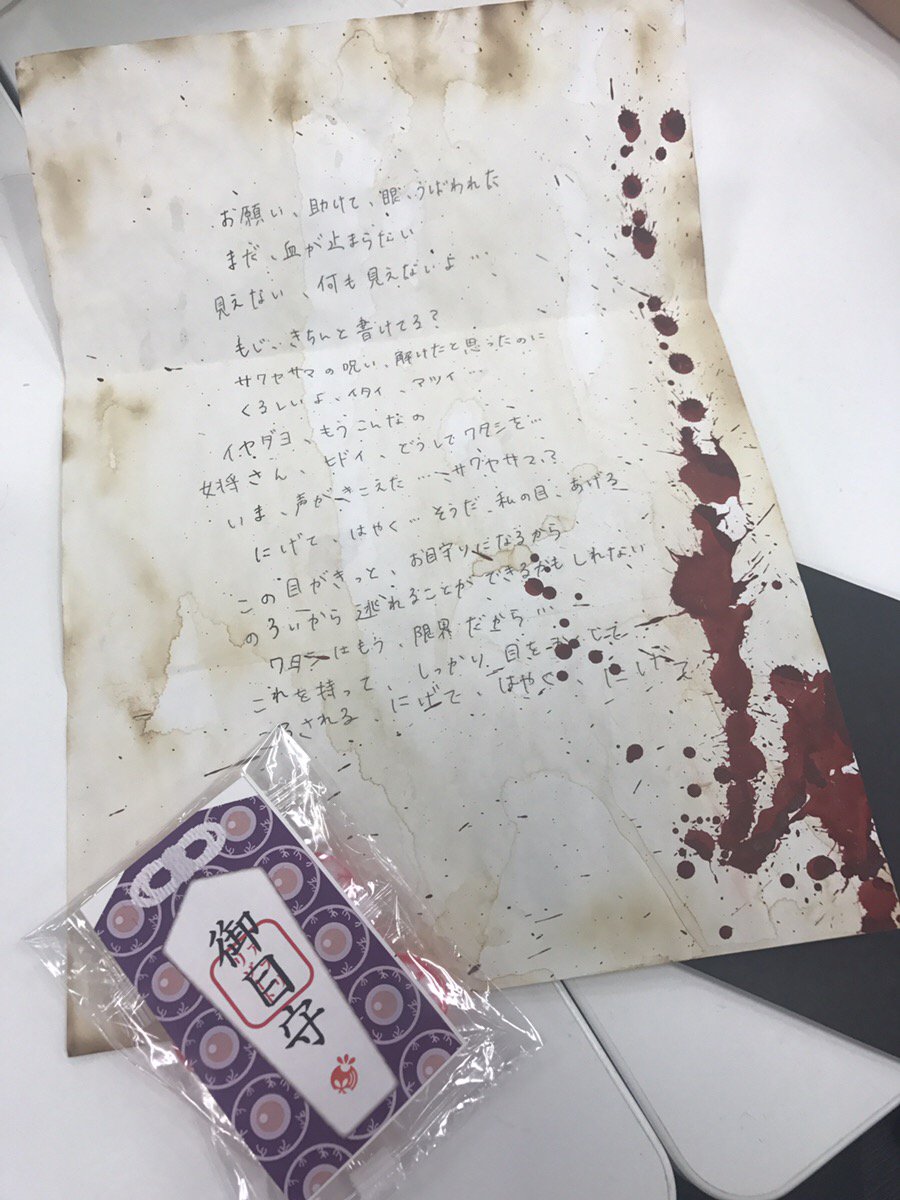 お願い、助けて、眼、うばわれた
まだ、血が止まらない
見えない、何も見えないよ…
もじ、きちんと書けてる?
サクヤサマの呪い、解けたと思ったのに
くるしいよ、イタイ、アツイ…
イヤダヨ、もうこんなの
女将さん、ヒドイ、どうしてワタシを…
いま、声がきこえた…サクヤサマ、?
にげて、はやく…そうだ、私の目、あげる
この目がきっと、お目守りになるから
のろいから逃れることができるかもしれない
ワタシはもう、限界だから…
これを持って、しっかり、目をとじて
ころされる、にげて、はやく、にげて
御目守